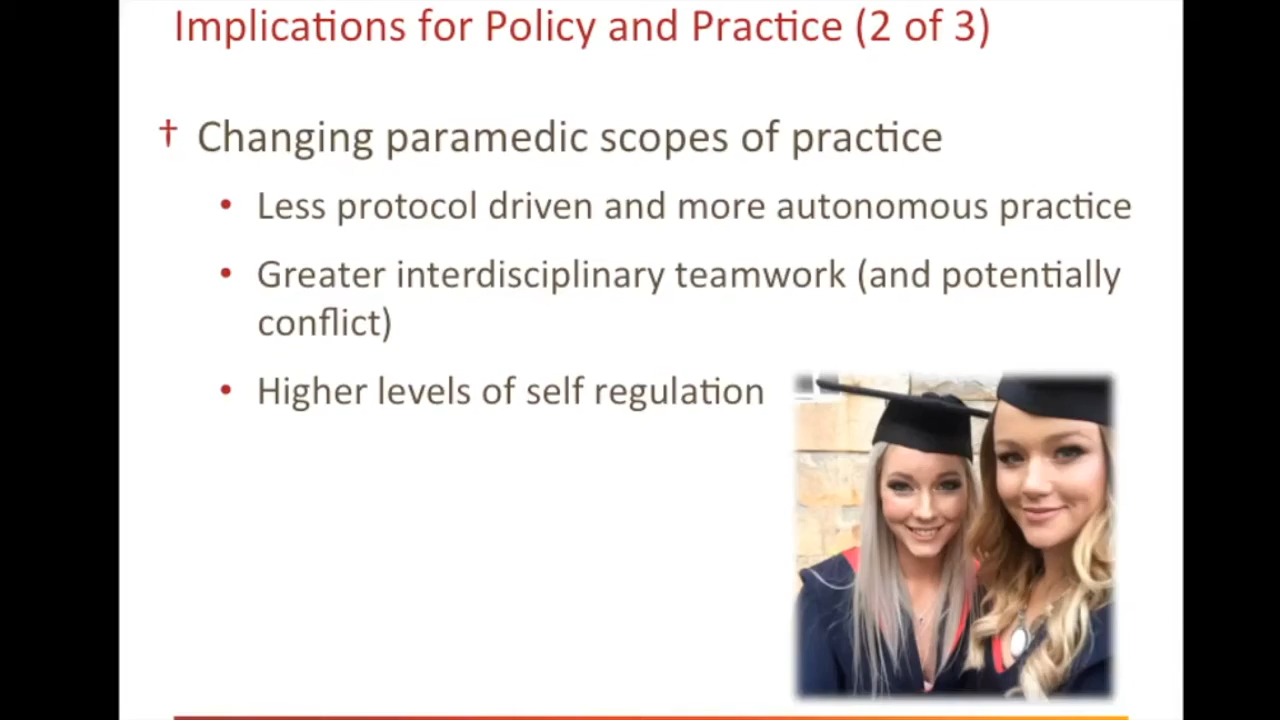 Implications for Policy and Practice (2 of 3)
† Changing paramedic scopes of practice
• Less protocol driven and more autonomous practice
• Greater interdisciplinary teamwork (and potentially
conflict)
• Higher levels of self regulation